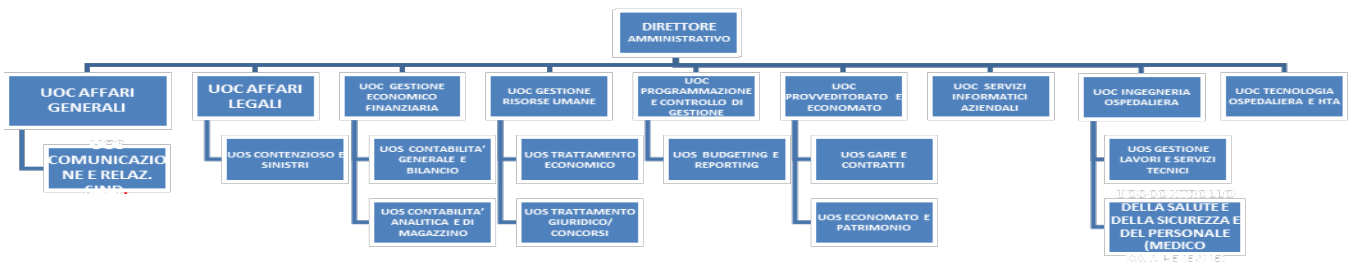 DIRETTORE
AMMINISTRATIVO
UOC AFFARI
GENERALI
UOC AFFARI
LEGALI
UOC GESTIONE
ECONOMICO
FINANZIARIA
UOC GESTIONE
RISORSE UMANE
UOC
PROGRAMMAZIONE
E CONTROLLO DI
GESTIONE
UOC
PROVVEDITORATO E
ECONOMATO
UOC SERVIZI
INFORMATICI
AZIENDALI
UOC INGEGNERIA
OSPEDALIERA
UOC TECNOLOGIA
OSPEDALIERA E HTA
COMUNICAZIO
NE E RELAZ.
SIND.
UOS CONTENZIOSO E
SINISTRI
UOS CONTABILITA'
GENERALE E
BILANCIO
UOS TRATTAMENTO
ECONOMICO
UOS BUDGETING E
REPORTING
UOS GARE E
CONTRATTI
UOS GESTIONE
LAVORI E SERVIZI
TECNICI
UOS CONTABILITA'
ANALITICA E DI
MAGAZZINO
UOS TRATTAMENTO
GIURIDICO/
CONCORSI
UOS ECONOMATO E
PATRIMONIO
DELLA SALUTE E
DELLA SICUREZZA E
DEL PERSONALE
(MEDICO